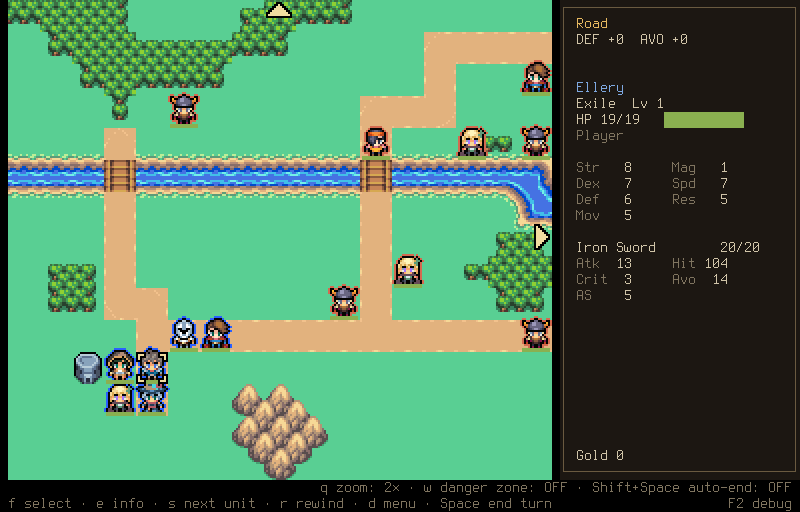 Road
DEF +0 AVO +0
Ellery
Exile Lv 1
HP 19/19
Player
Str 8 Mag 1
Dex 7 Spd 7
Def 6 Res 5
Mov 5
Iron Sword 20/20
Atk 13 Hit 104
Crit 3 Avo 14
AS 5
Gold 0
q zoom: 2× · w danger zone: OFF · Shift+Space auto-end: OFF
f select · e info · s next unit · r rewind · d menu · Space end turn F2 debug